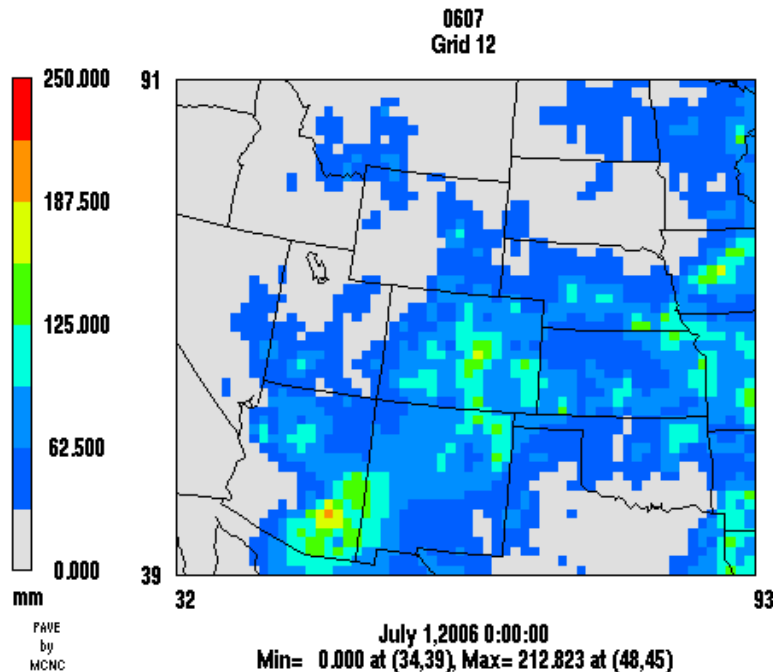 0607
Grid 12
250.000
187.500
125.000
62.500
0.000
mm
91
39
32
93
PAVE
by
MCNC
July 1,2006 0:00:00
Min= 0.000 at (34,39), Max= 212.823 at (48,45)